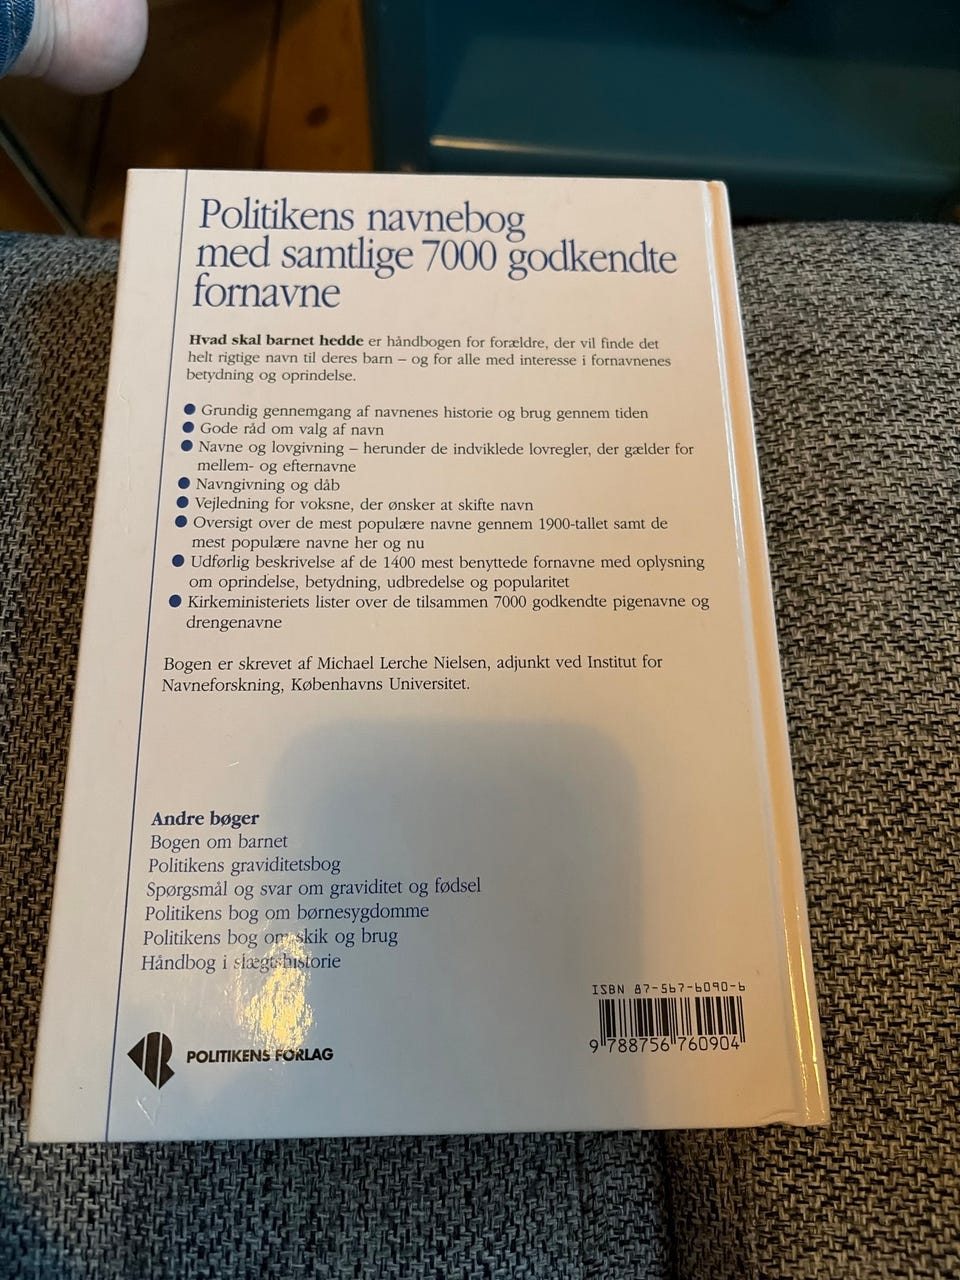 Politikens navnebog
med samtlige 7000 godkendte
fornavne
Hvad skal barnet hedde er håndbogen for forældre, der vil finde det
helt rigtige navn til deres barn – og for alle med interesse i fornavnenes
betydning og oprindelse.
● Grundig gennemgang af navnenes historie og brug gennem tiden
● Gode råd om valg af navn
● Navne og lovgivning – herunder de indviklede lovregler, der gælder for
mellem- og efternavne
● Navngivning og dåb
● Vejledning for voksne, der ønsker at skifte navn
● Oversigt over de mest populære navne gennem 1900-tallet samt de
mest populære navne her og nu
● Udførlig beskrivelse af de 1400 mest benyttede fornavne med oplysning
om oprindelse, betydning, udbredelse og popularitet
● Kirkeministeriets lister over de tilsammen 7000 godkendte pigenavne og
drengenavne
Bogen er skrevet af Michael Lerche Nielsen, adjunkt ved Institut for
Navneforskning, Københavns Universitet.
Andre bøger
Bogen om barnet
Politikens graviditetsbog
Spørgsmål og svar om graviditet og fødsel
Politikens bog om børnesygdomme
Politikens bog om skik og brug
Håndbog i slægtshistorie
POLITIKENS FORLAG
ISBN 87-567-6090-6
9 788756 760904